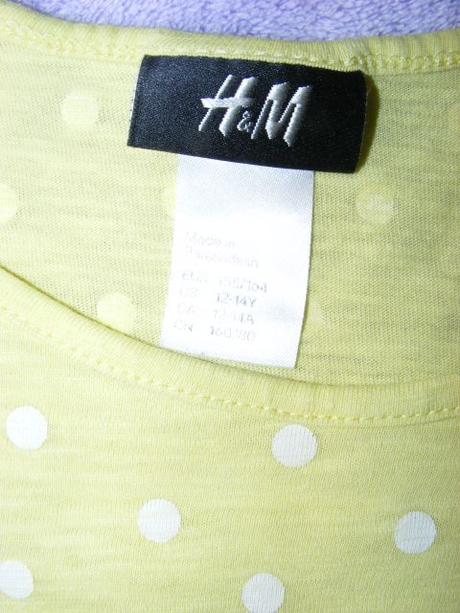 H&M
Made in
Bangladesh
EUR 158/164
US 12-14Y
CA 12-14A
CN 160/80